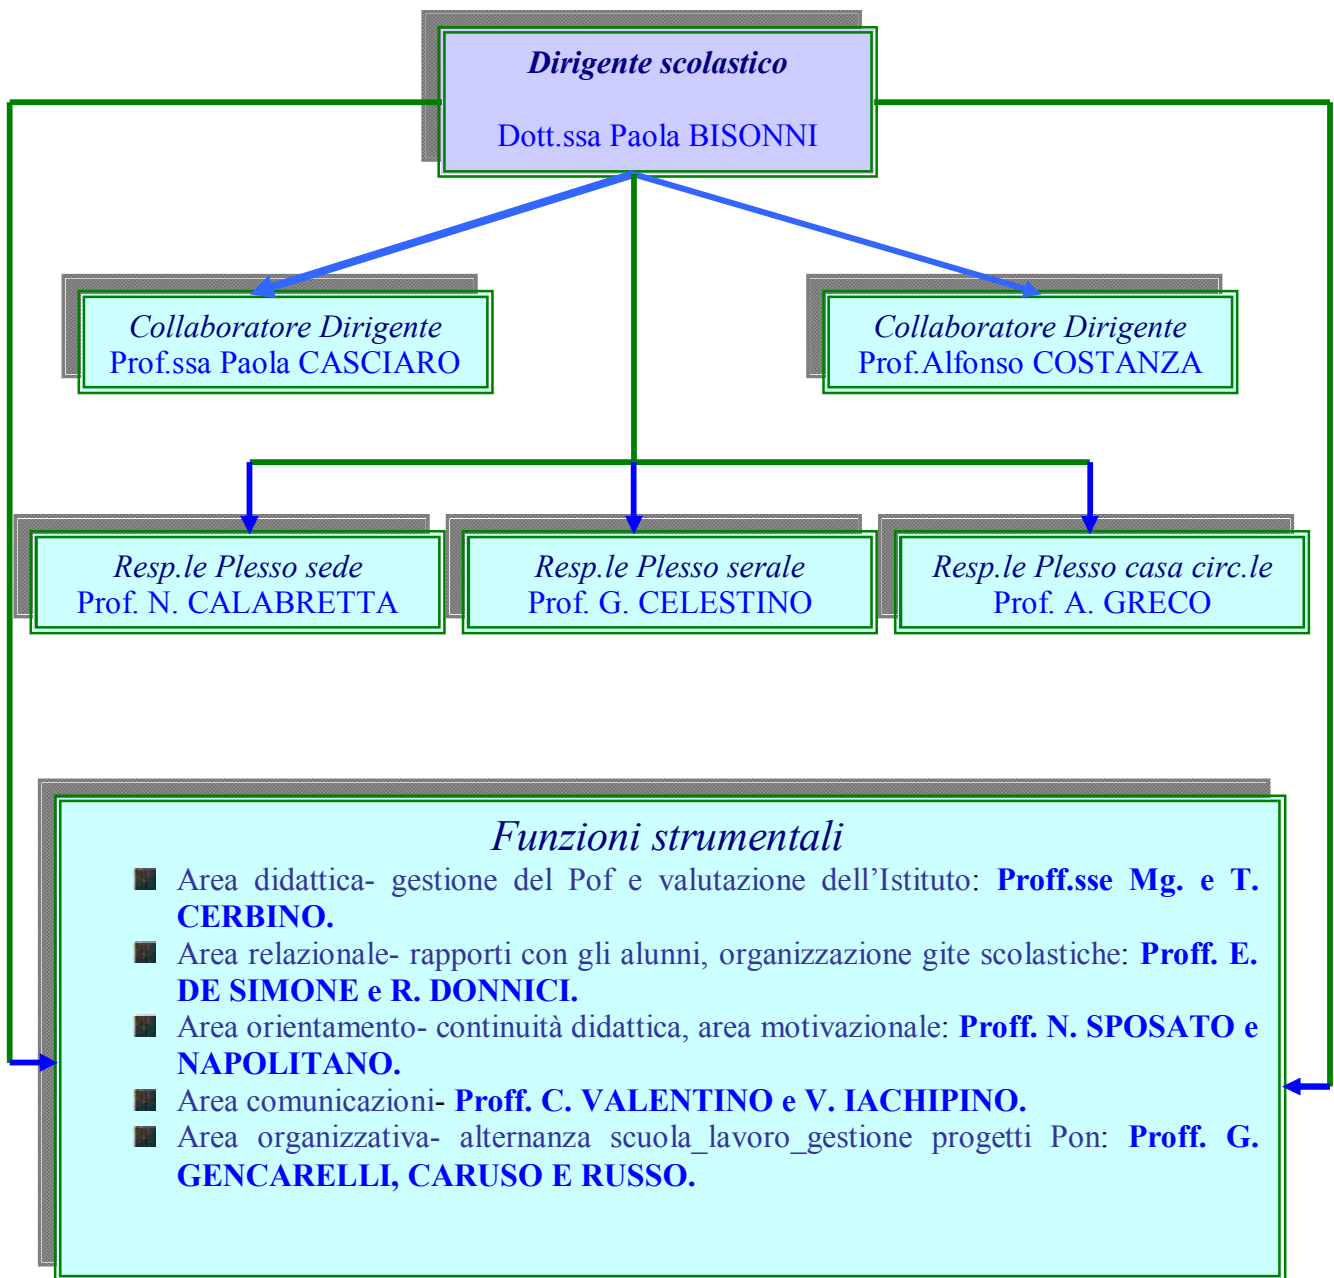 Dirigente scolastico
Dott.ssa Paola BISONNI
Collaboratore Dirigente
Prof.ssa Paola CASCIARO
Collaboratore Dirigente
Prof.Alfonso COSTANZA
Resp.le Plesso sede
Prof. N. CALABRETTA
Resp.le Plesso serale
Prof. G. CELESTINO
Resp.le Plesso casa circ.le
Prof. A. GRECO
Funzioni strumentali
Area didattica- gestione del Pof e valutazione dell’Istituto: Proff.sse Mg. e T.
CERBINO.
Area relazionale- rapporti con gli alunni, organizzazione gite scolastiche: Proff. E.
DE SIMONE e R. DONNICI.
Area orientamento- continuità didattica, area motivazionale: Proff. N. SPOSATO e
NAPOLITANO.
Area comunicazioni- Proff. C. VALENTINO e V. IACHIPINO.
Area organizzativa- alternanza scuola_lavoro_gestione progetti Pon: Proff. G.
GENCARELLI, CARUSO E RUSSO.